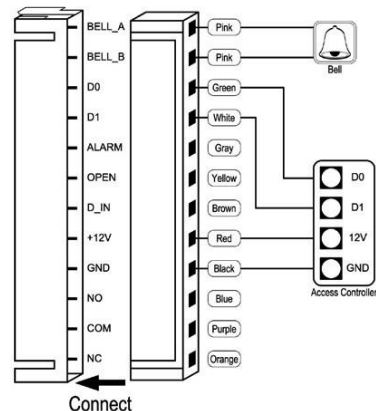 BELL_A
BELL_B
D0
D1
ALARM
OPEN
D_IN
+12V
GND
NO
COM
NC
Pink
Pink
Green
White
Gray
Yellow
Brown
Red
Black
Blue
Purple
Orange
Bell
D0
D1
12V
GND
Access Controller
Connect